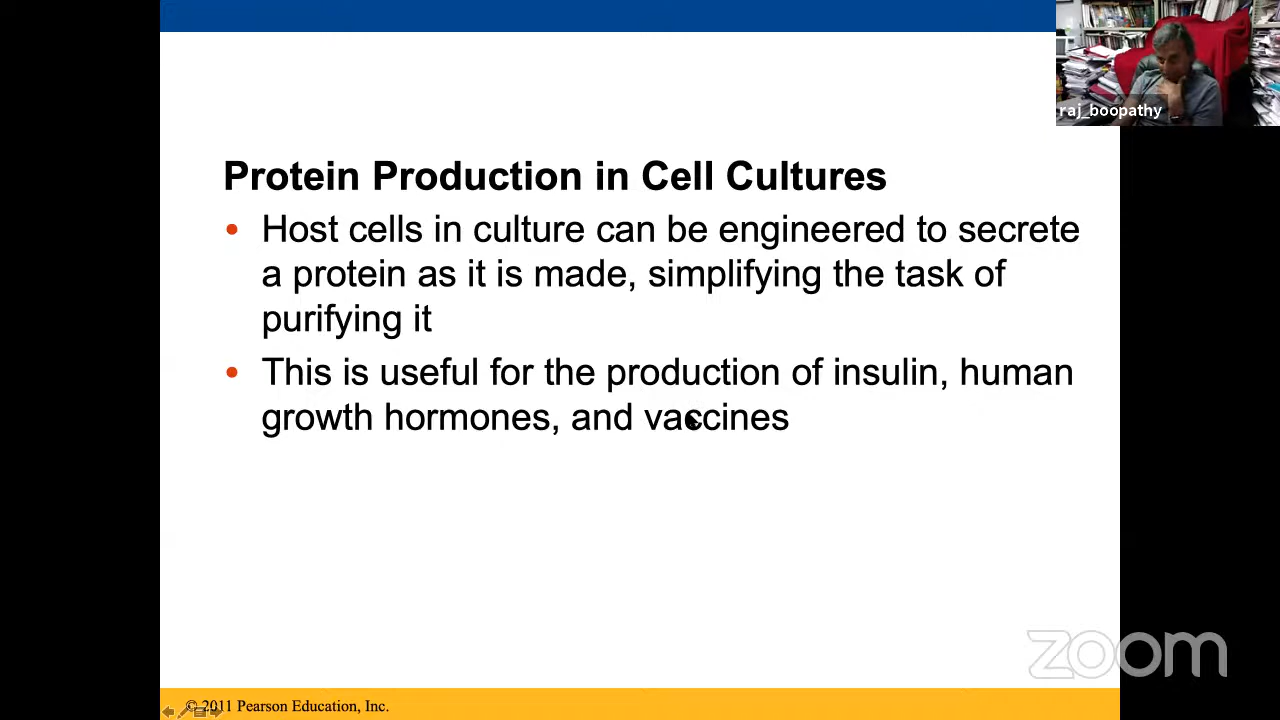 raj_boopathy
Protein Production in Cell Cultures
• Host cells in culture can be engineered to secrete
a protein as it is made, simplifying the task of
purifying it
• This is useful for the production of insulin, human
growth hormones, and vaccines
zoom
© 2011 Pearson Education, Inc.